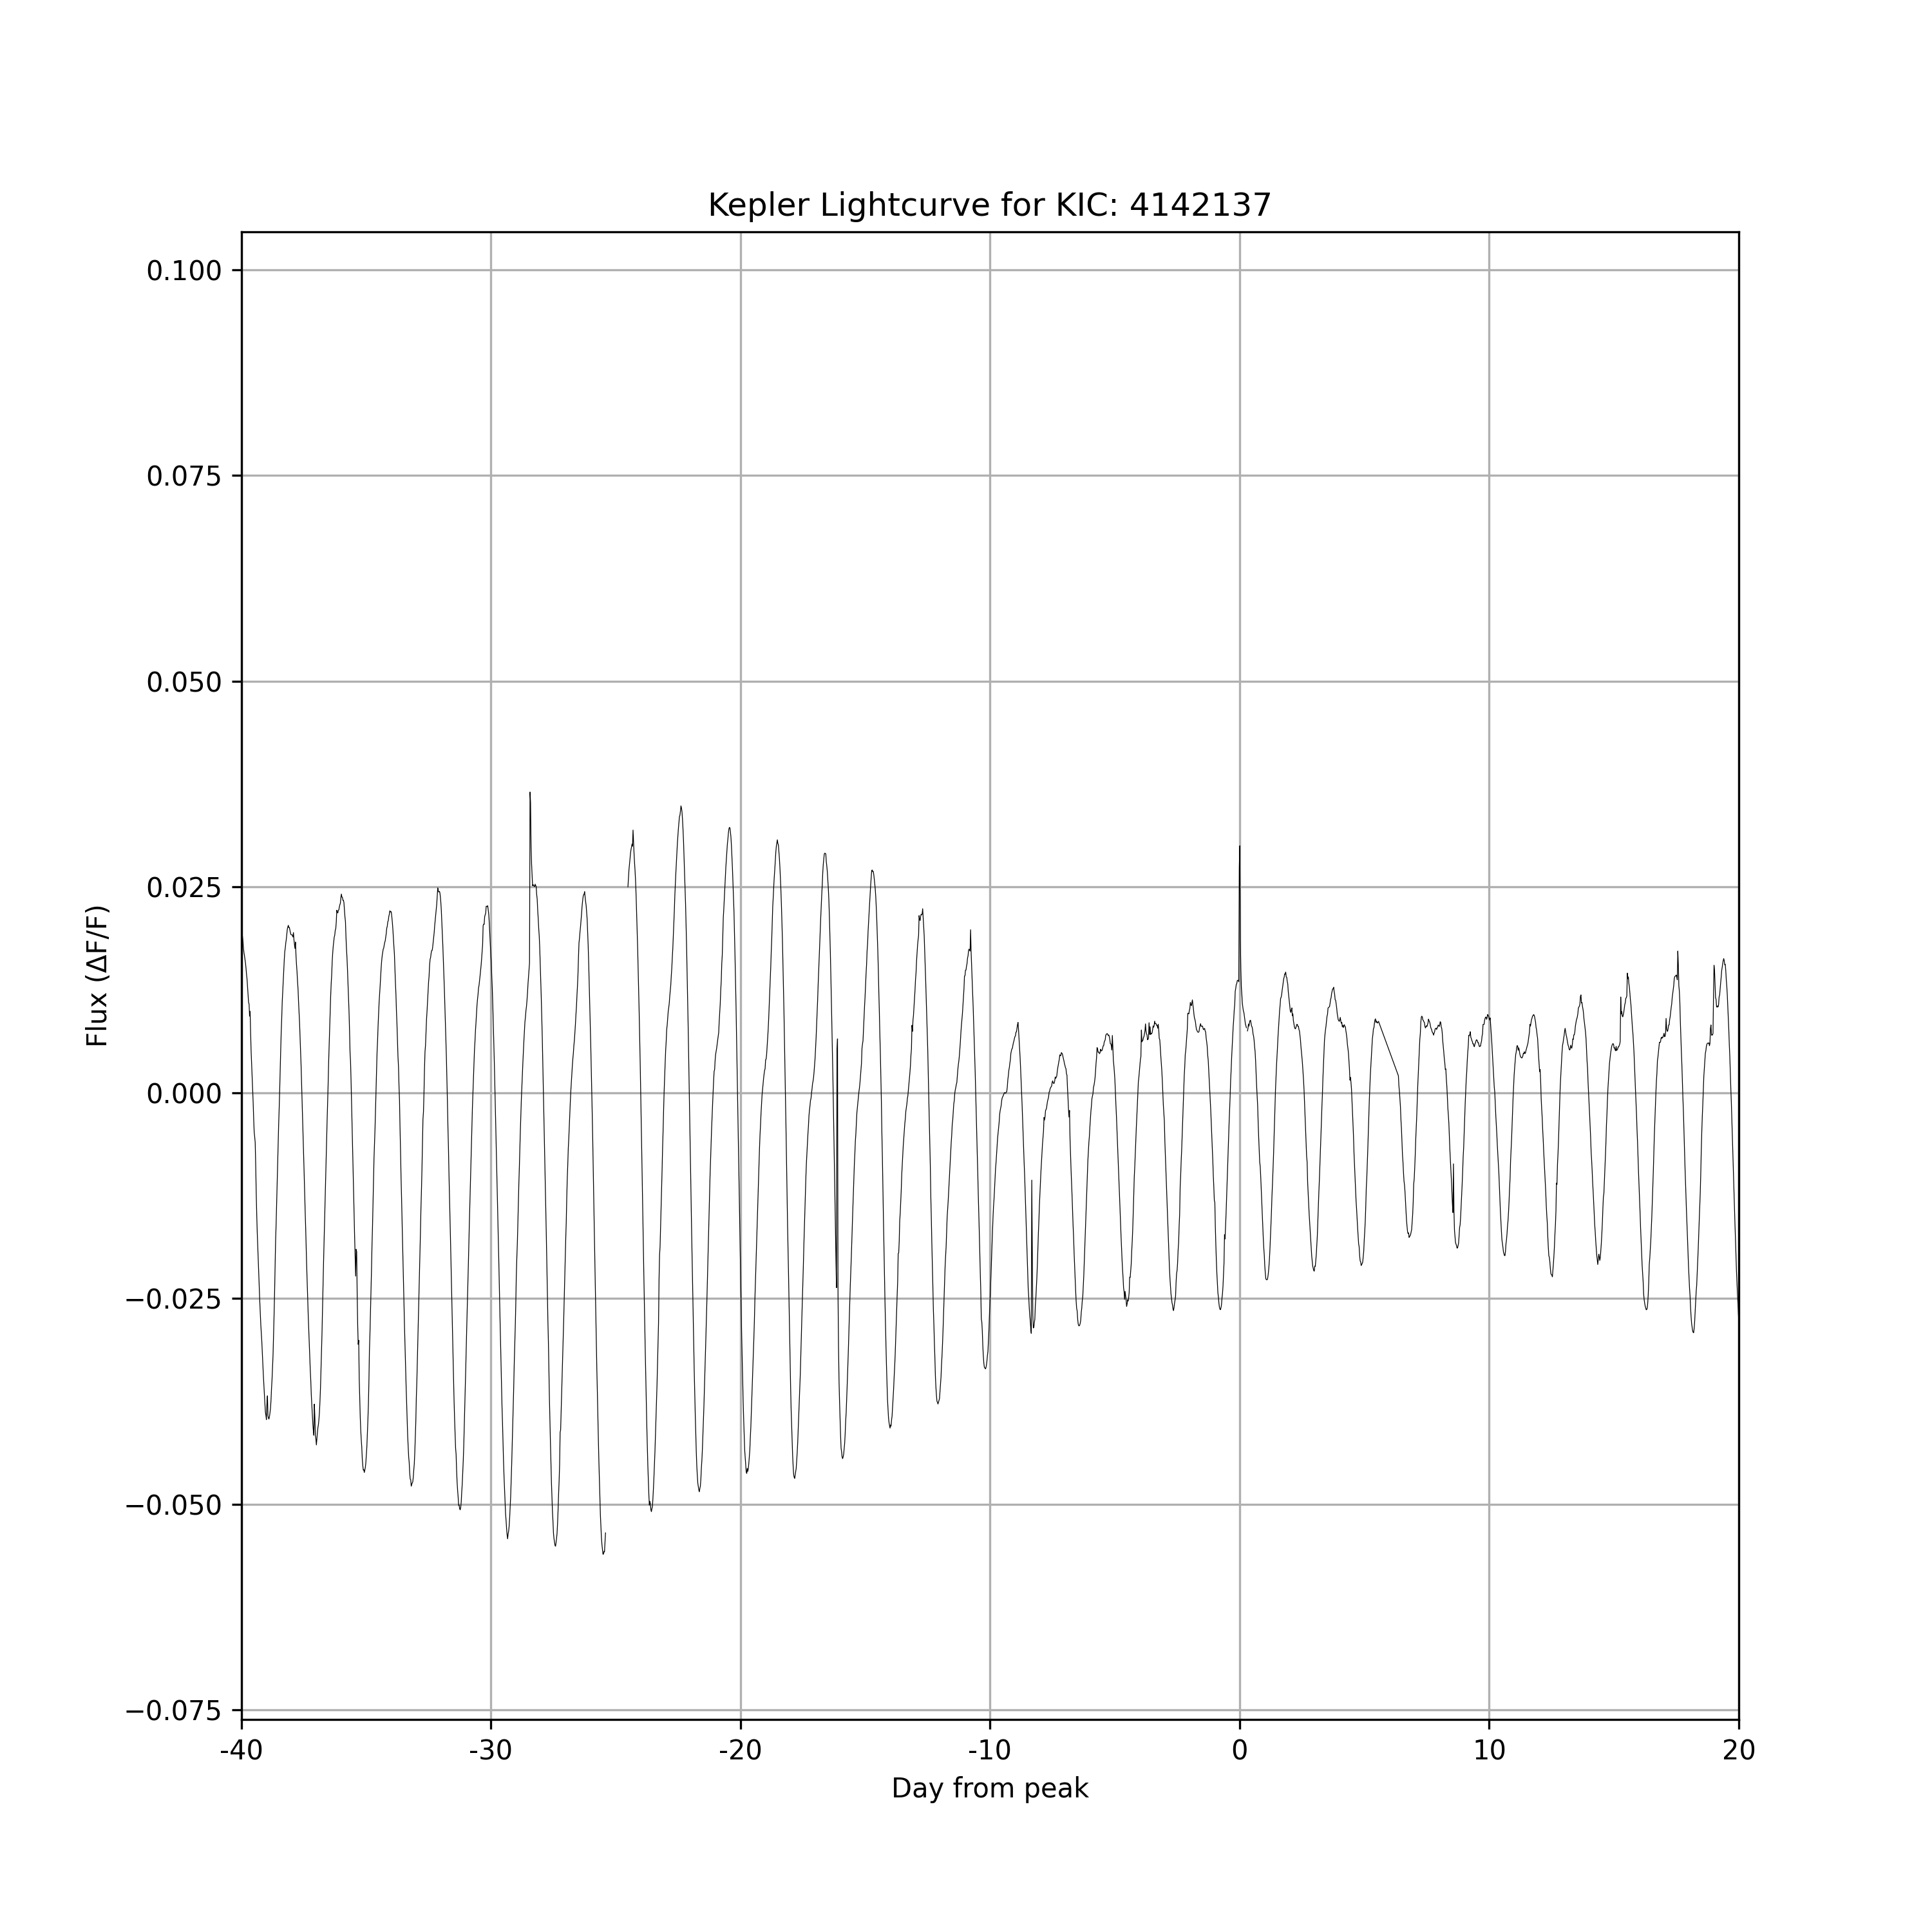 Kepler Lightcurve for KIC: 4142137
0.100
0.075
0.050
0.025
0.000
−0.025
−0.050
−0.075
Flux (ΔF/F)
-40 -30 -20 -10 0 10 20
Day from peak